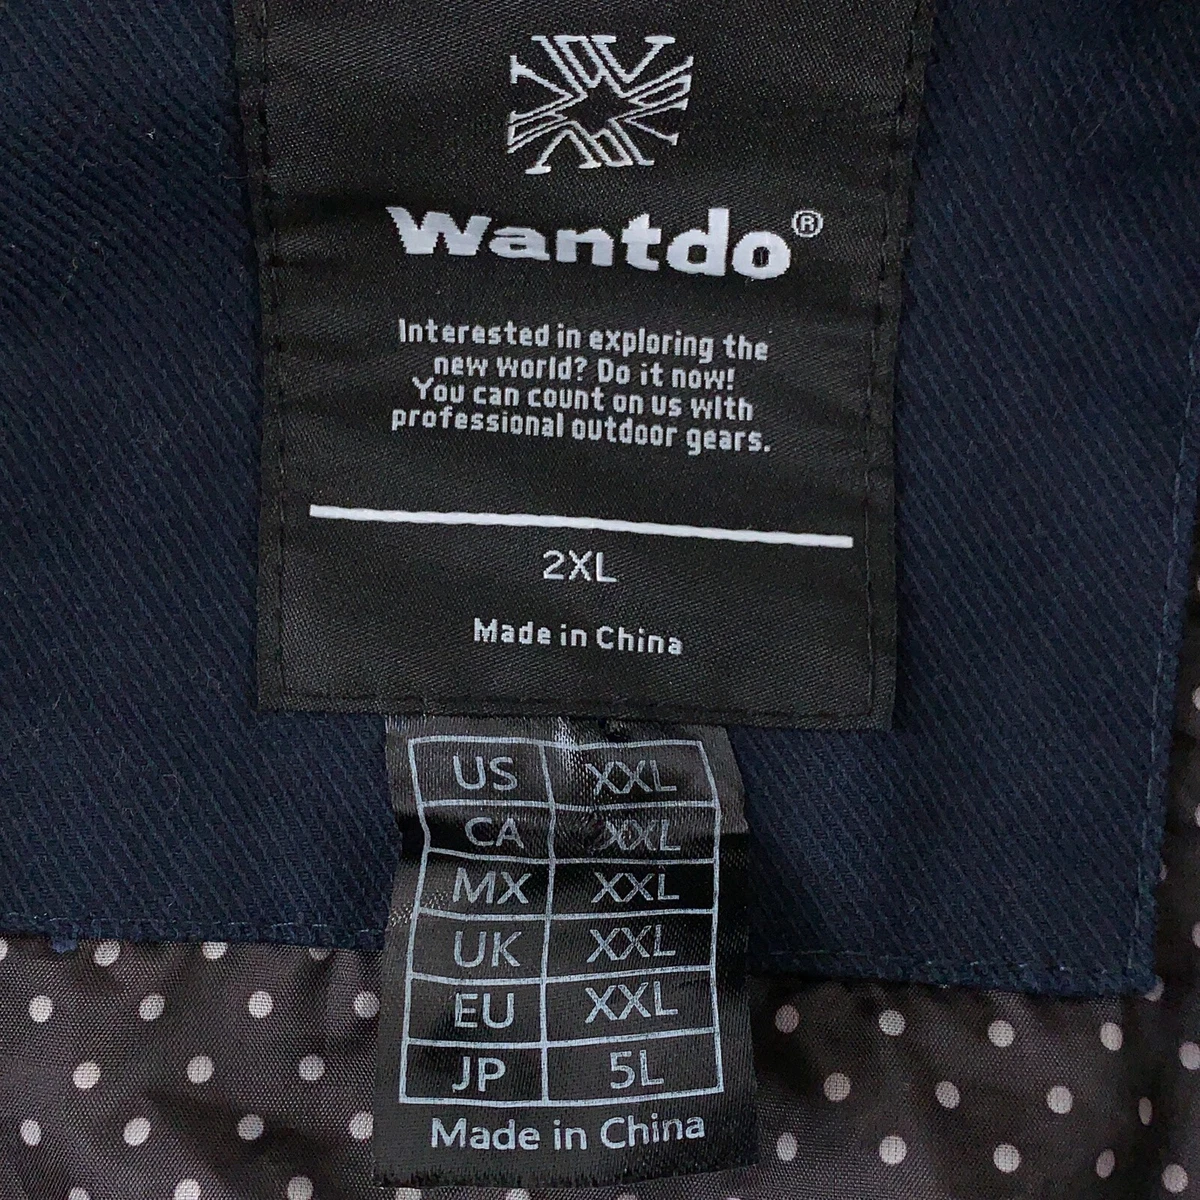 Wantdo®
Interested in exploring the
new world? Do it now!
You can count on us with
professional outdoor gears.
2XL
Made in China
US XXL
CA XXL
MX XXL
UK XXL
EU XXL
JP 5L
Made in China